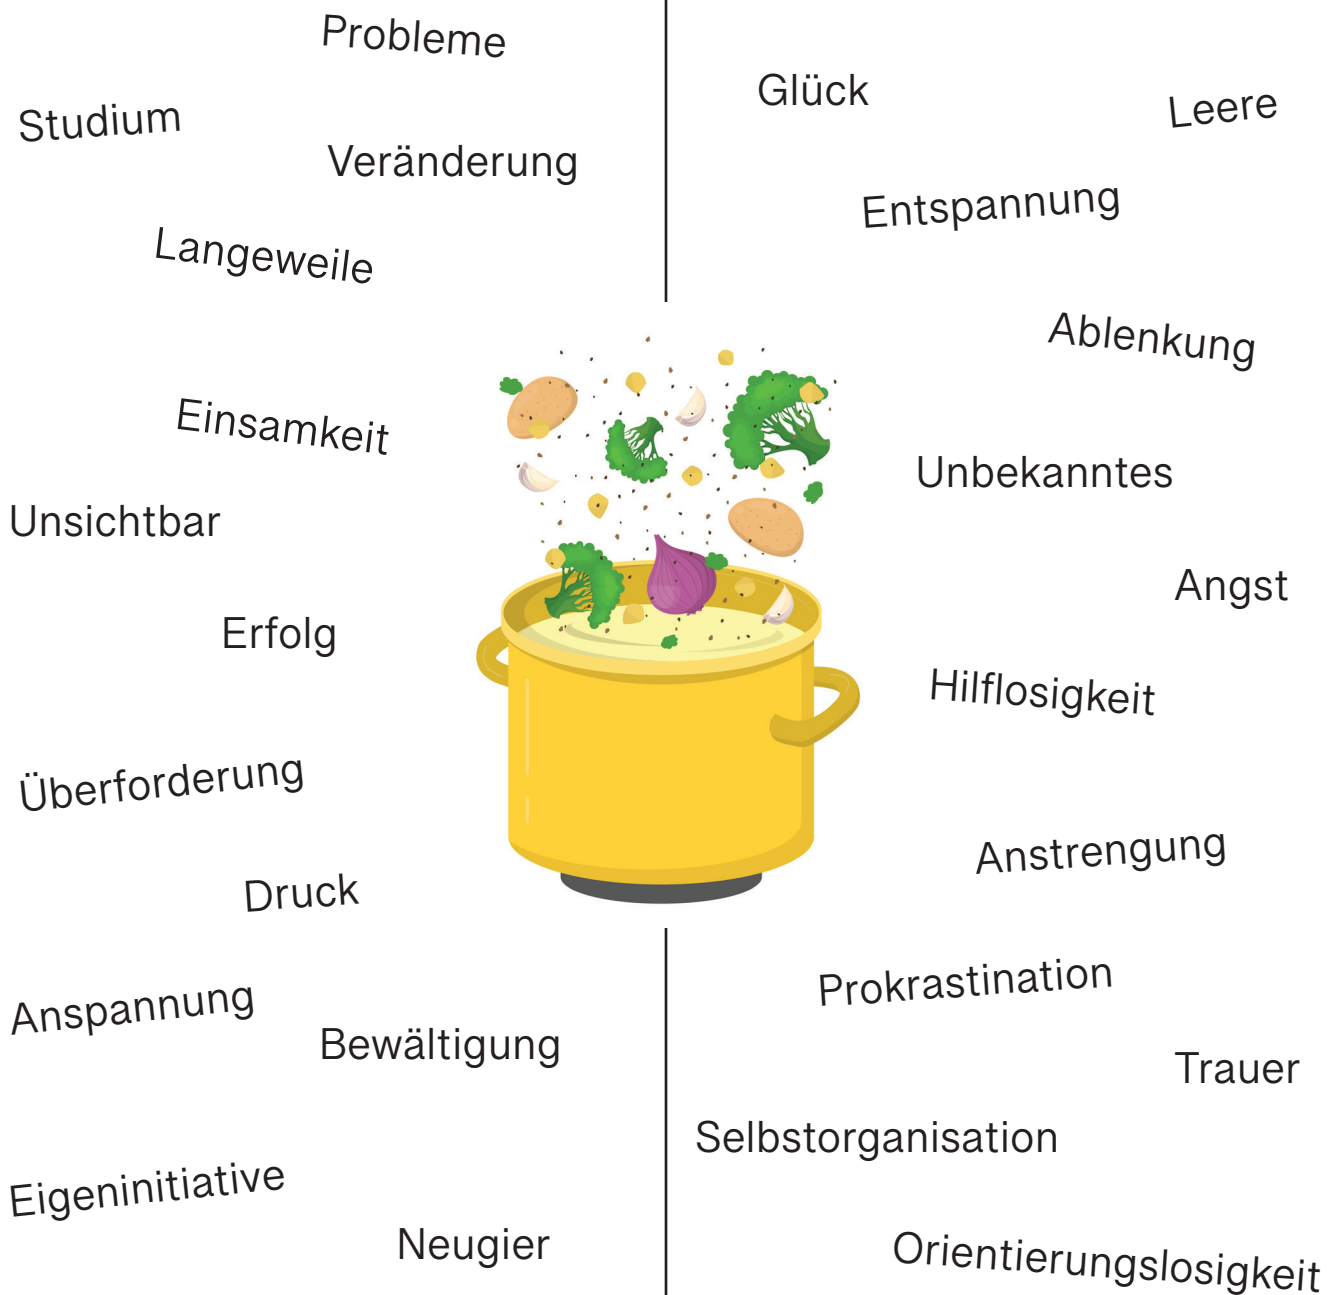 Probleme
Studium
Veränderung
Langeweile
Einsamkeit
Unsichtbar
Erfolg
Überforderung
Druck
Anspannung
Bewältigung
Eigeninitiative
Neugier
Glück
Leere
Entspannung
Ablenkung
Unbekanntes
Angst
Hilflosigkeit
Anstrengung
Prokrastination
Trauer
Selbstorganisation
Orientierungslosigkeit